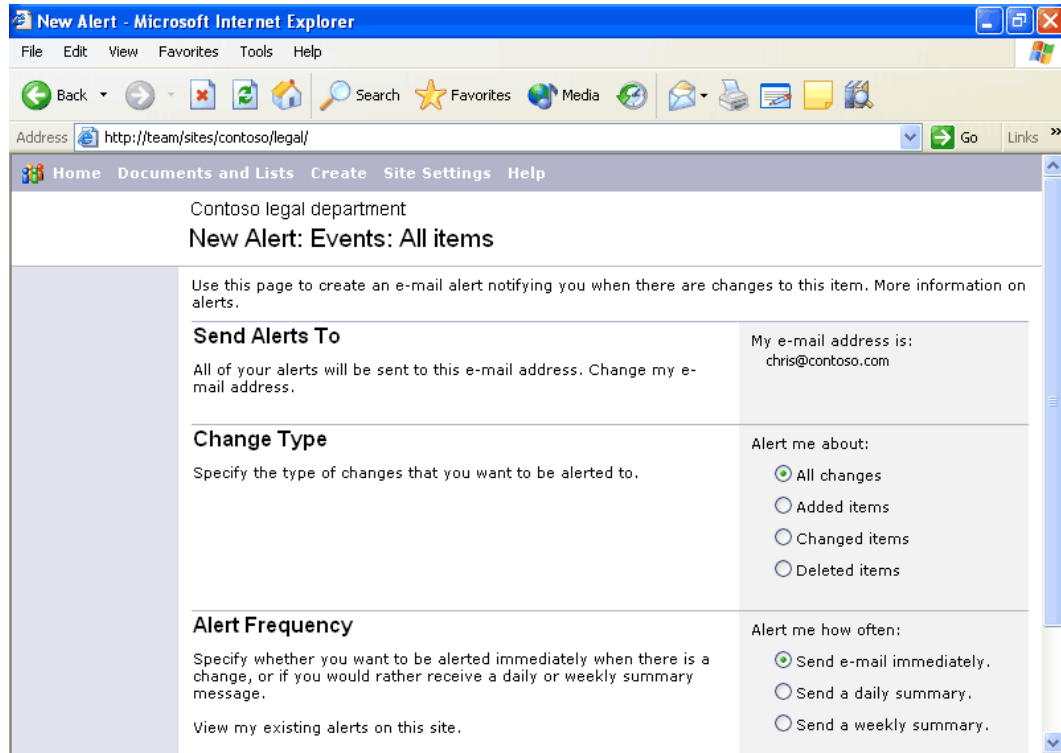 New Alert - Microsoft Internet Explorer
File Edit View Favorites Tools Help
Back Search Favorites Media
Address http://team/sites/contoso/legal/ Go Links »
Home Documents and Lists Create Site Settings Help
Contoso legal department
New Alert: Events: All items
Use this page to create an e-mail alert notifying you when there are changes to this item. More information on
alerts.
Send Alerts To
All of your alerts will be sent to this e-mail address. Change my e-
mail address.
My e-mail address is:
chris@contoso.com
Change Type
Specify the type of changes that you want to be alerted to.
Alert me about:
All changes
Added items
Changed items
Deleted items
Alert Frequency
Specify whether you want to be alerted immediately when there is a
change, or if you would rather receive a daily or weekly summary
message.
View my existing alerts on this site.
Alert me how often:
Send e-mail immediately.
Send a daily summary.
Send a weekly summary.